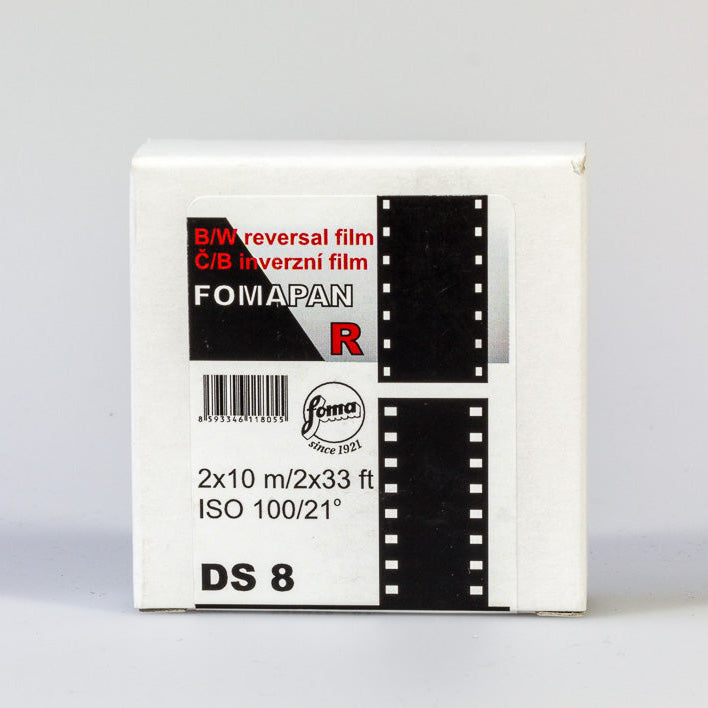 B/W reversal film
Č/B inverzní film
FOMAPAN
R
8 593346 118055
foma
since 1921
2x10 m/2x33 ft
ISO 100/21°
DS 8